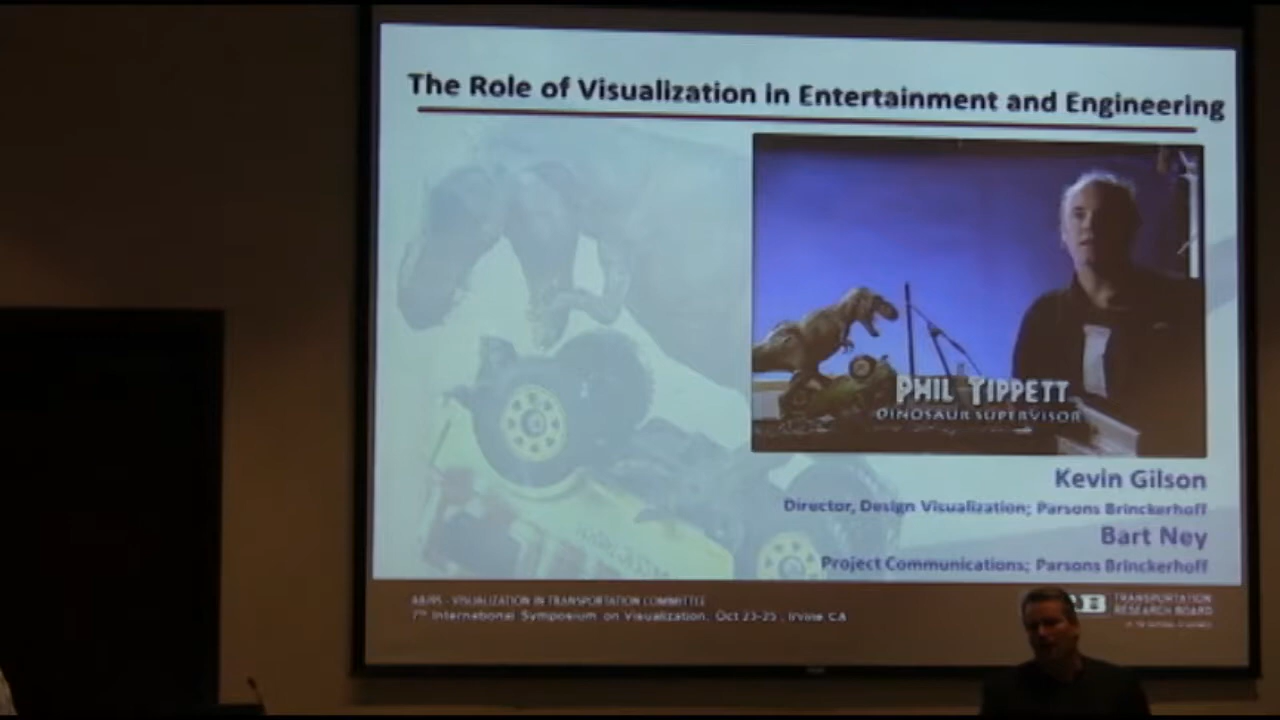 The Role of Visualization in Entertainment and Engineering
PHIL TIPPETT
DINOSAUR SUPERVISOR
Kevin Gilson
Director, Design Visualization; Parsons Brinckerhoff
Bart Ney
Project Communications; Parsons Brinckerhoff
VISUALIZATION IN TRANSPORTATION COMMITTEE
7th International Symposium on Visualization, Oct 23-25, Irvine CA
TRANSPORTATION
RESEARCH BOARD